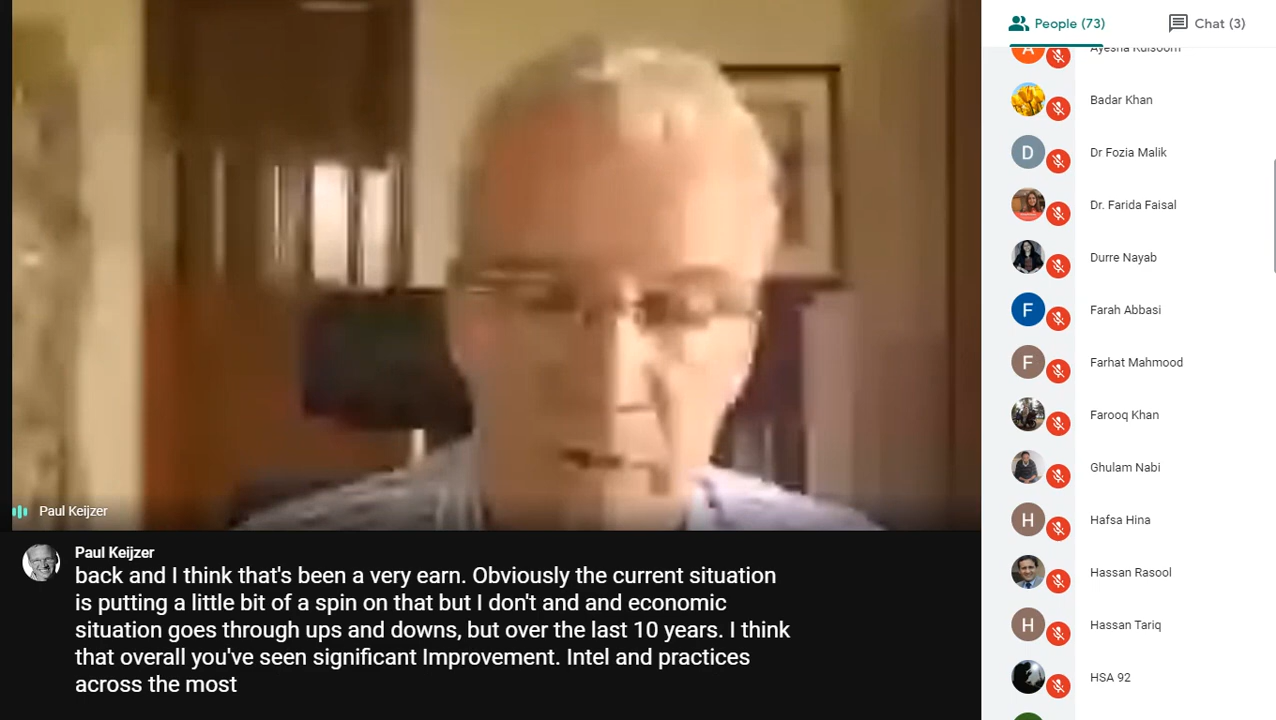 People (73)
Chat (3)
Ayesha Kulsoom
Badar Khan
D
Dr Fozia Malik
Dr. Farida Faisal
Durre Nayab
F
Farah Abbasi
F
Farhat Mahmood
Farooq Khan
Ghulam Nabi
H
Hafsa Hina
Hassan Rasool
H
Hassan Tariq
HSA 92
Paul Keijzer
Paul Keijzer
back and I think that's been a very earn. Obviously the current situation
is putting a little bit of a spin on that but I don't and and economic
situation goes through ups and downs, but over the last 10 years. I think
that overall you've seen significant Improvement. Intel and practices
across the most